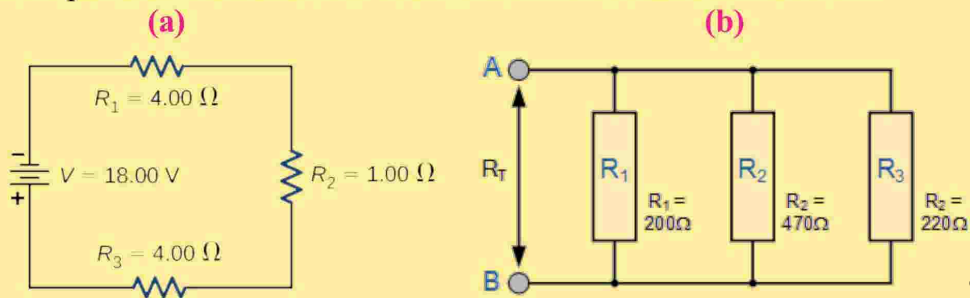 (a)
R₁ = 4.00 Ω
-
V = 18.00 V
+
R₂ = 1.00 Ω
R₃ = 4.00 Ω
(b)
A
R_T
R₁
R₁ =
200Ω
R₂
R₂ =
470Ω
R₃
R₂ =
220Ω
B